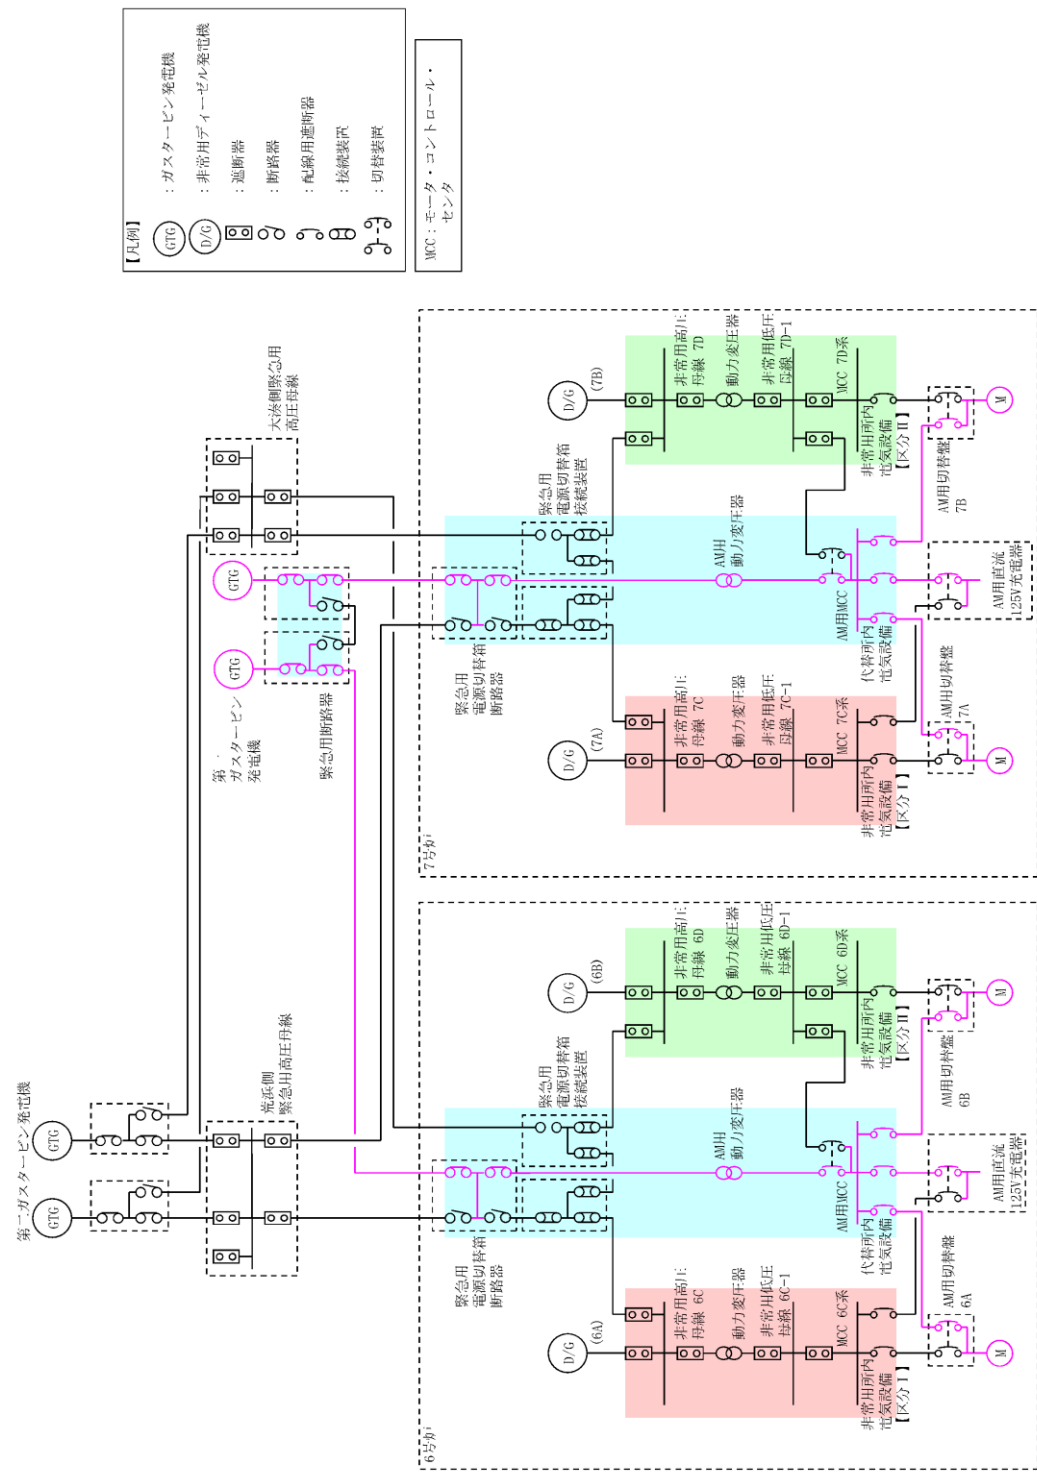 【凡例】
GTG
：ガスタービン発電機
D/G
：非常用ディーゼル発電機
：遮断器
：断路器
：配線用遮断器
：接続装置
：切替装置
MCC：モータ・コントロール・
センタ
第二ガスタービン発電機
GTG
GTG
荒浜側
緊急用高圧母線
大湊側緊急用
高圧母線
GTG
GTG
第一
ガスタービン
発電機
緊急用断路器
6号炉
緊急用
電源切替箱
断路器
緊急用
電源切替箱
接続装置
D/G
(6A)
D/G
(6B)
非常用高圧
母線 6C
動力変圧器
非常用低圧
母線 6C-1
MCC 6C系
非常用所内
電気設備
【区分Ⅰ】
AM用
動力変圧器
AM用MCC
代替所内
電気設備
非常用高圧
母線 6D
動力変圧器
非常用低圧
母線 6D-1
MCC 6D系
非常用所内
電気設備
【区分Ⅱ】
AM用切替盤
6A
AM用直流
125V充電器
AM用切替盤
6B
M
M
7号炉
緊急用
電源切替箱
断路器
緊急用
電源切替箱
接続装置
D/G
(7A)
D/G
(7B)
非常用高圧
母線 7C
動力変圧器
非常用低圧
母線 7C-1
MCC 7C系
非常用所内
電気設備
【区分Ⅰ】
AM用
動力変圧器
AM用MCC
代替所内
電気設備
非常用高圧
母線 7D
動力変圧器
非常用低圧
母線 7D-1
MCC 7D系
非常用所内
電気設備
【区分Ⅱ】
AM用切替盤
7A
AM用直流
125V充電器
AM用切替盤
7B
M
M